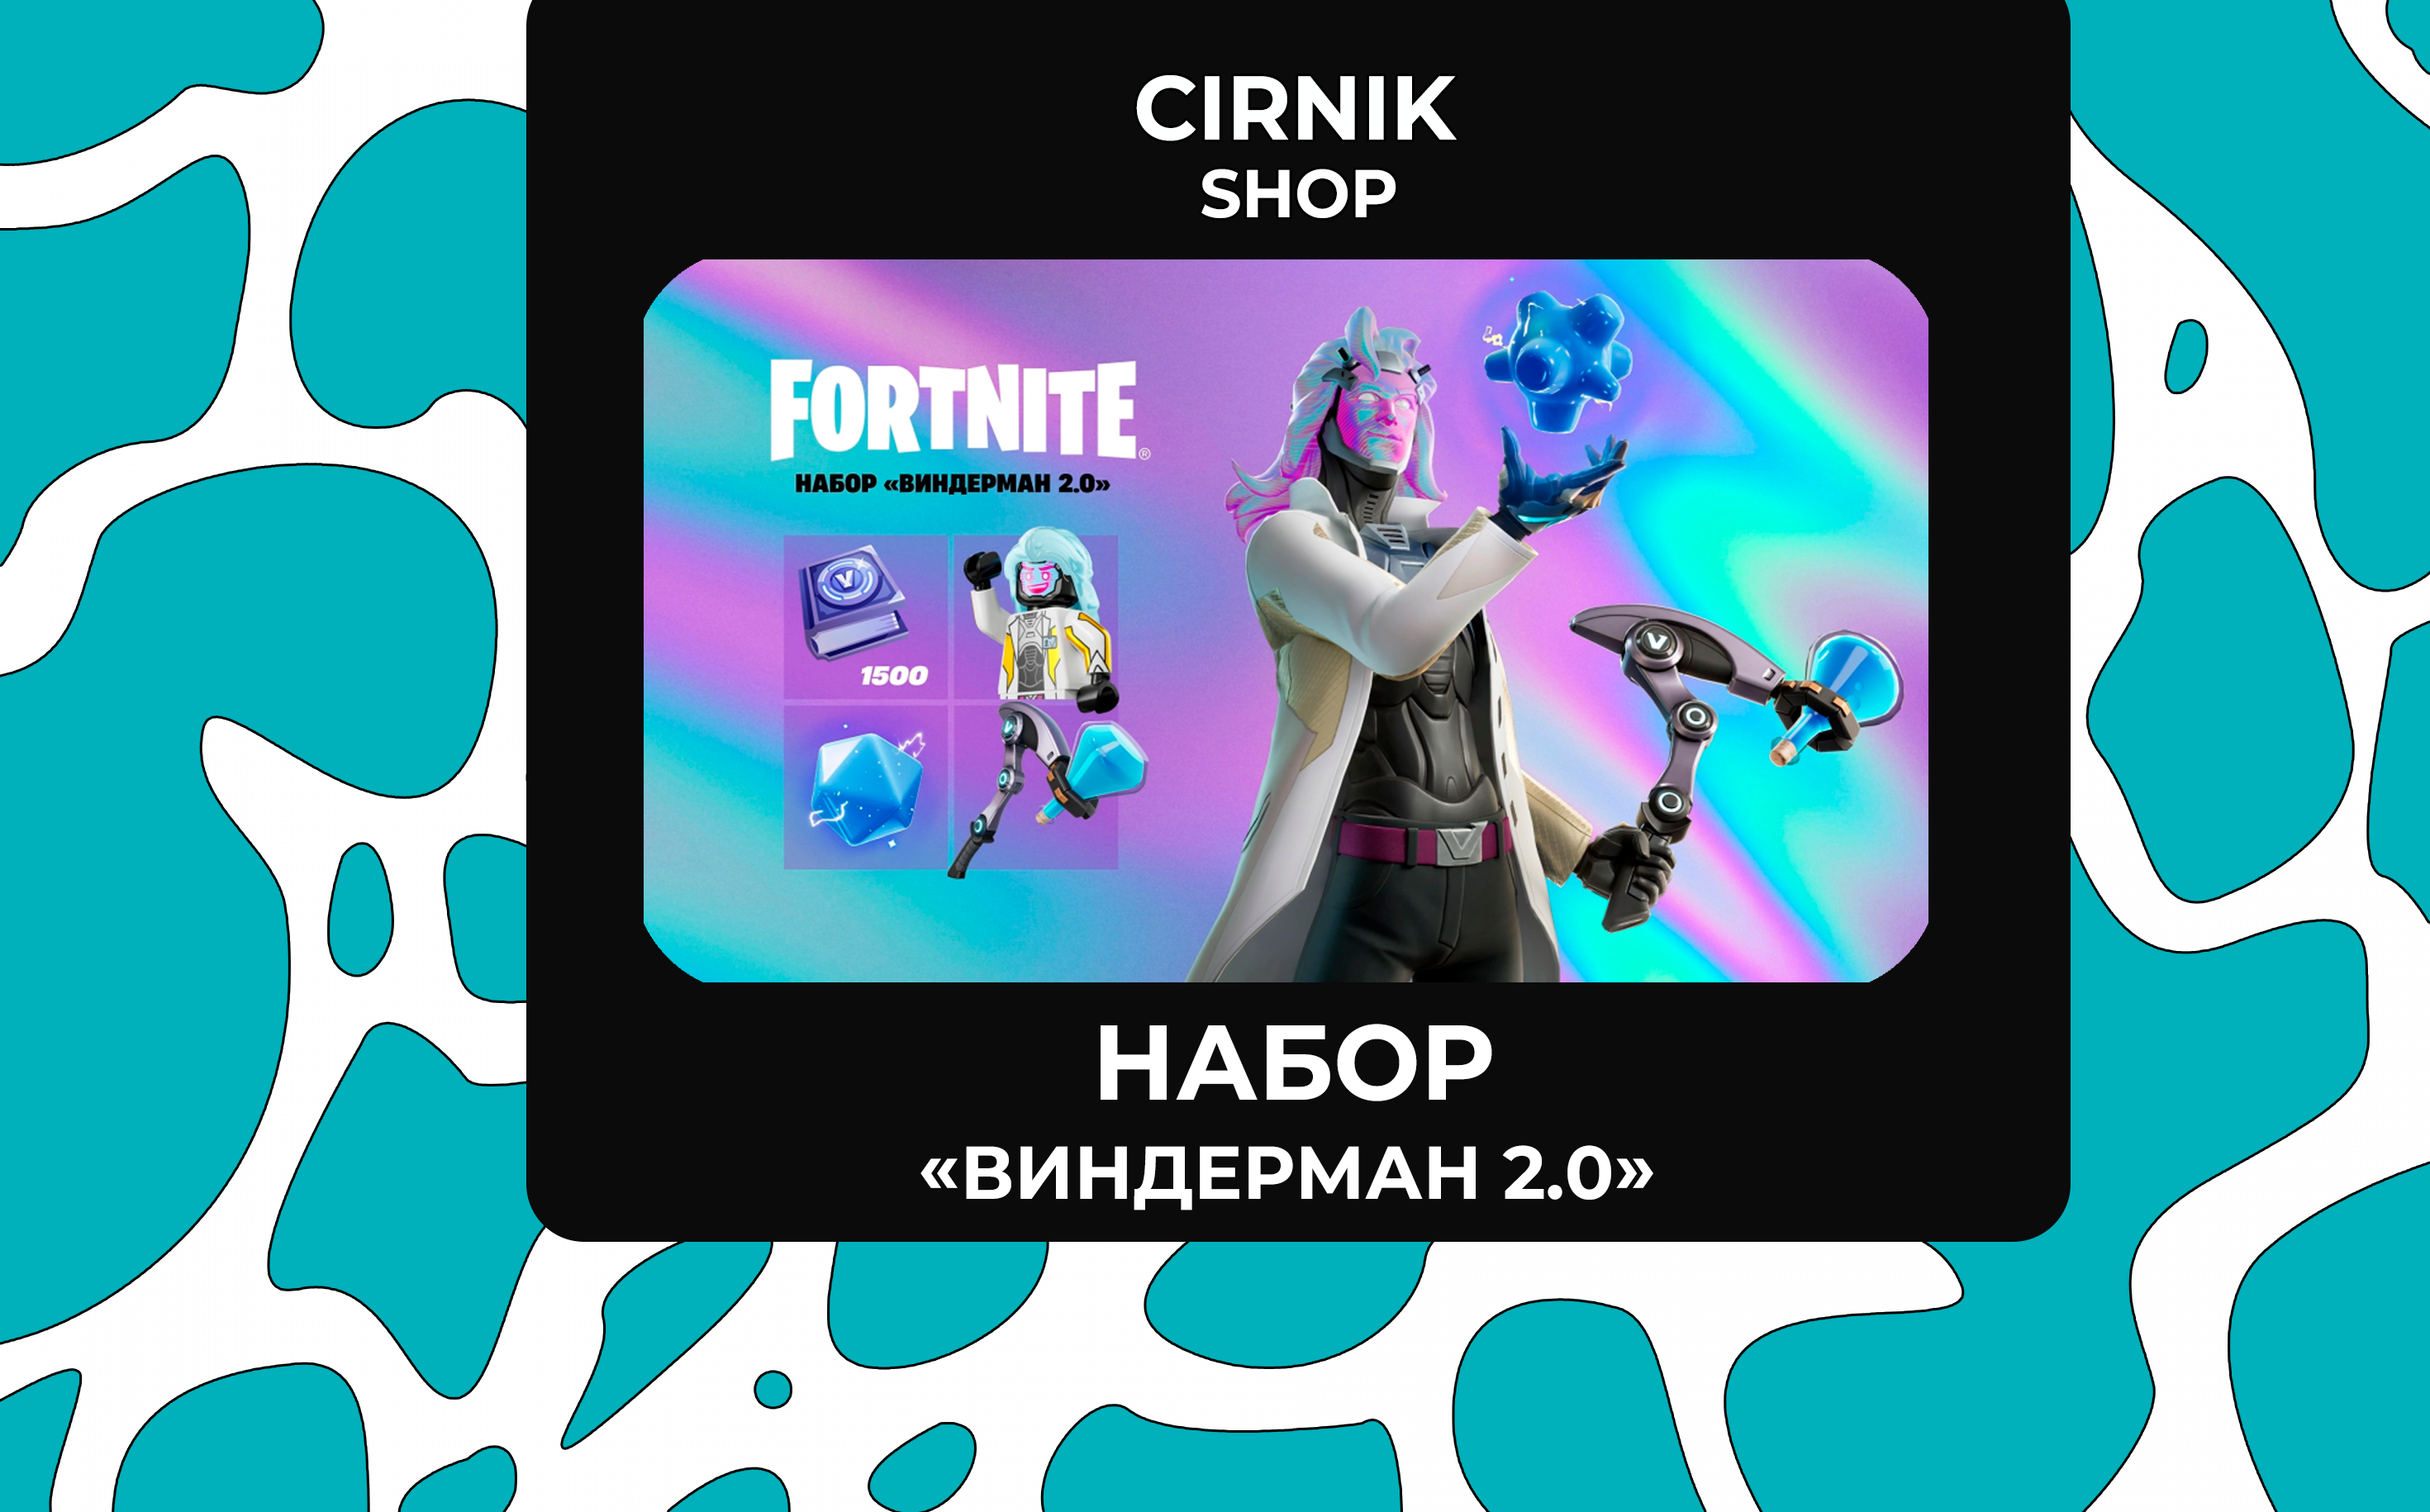 CIRNIK
SHOP
FORTNITE®
НАБОР «ВИНДЕРМАН 2.0»
1500
НАБОР
«ВИНДЕРМАН 2.0»